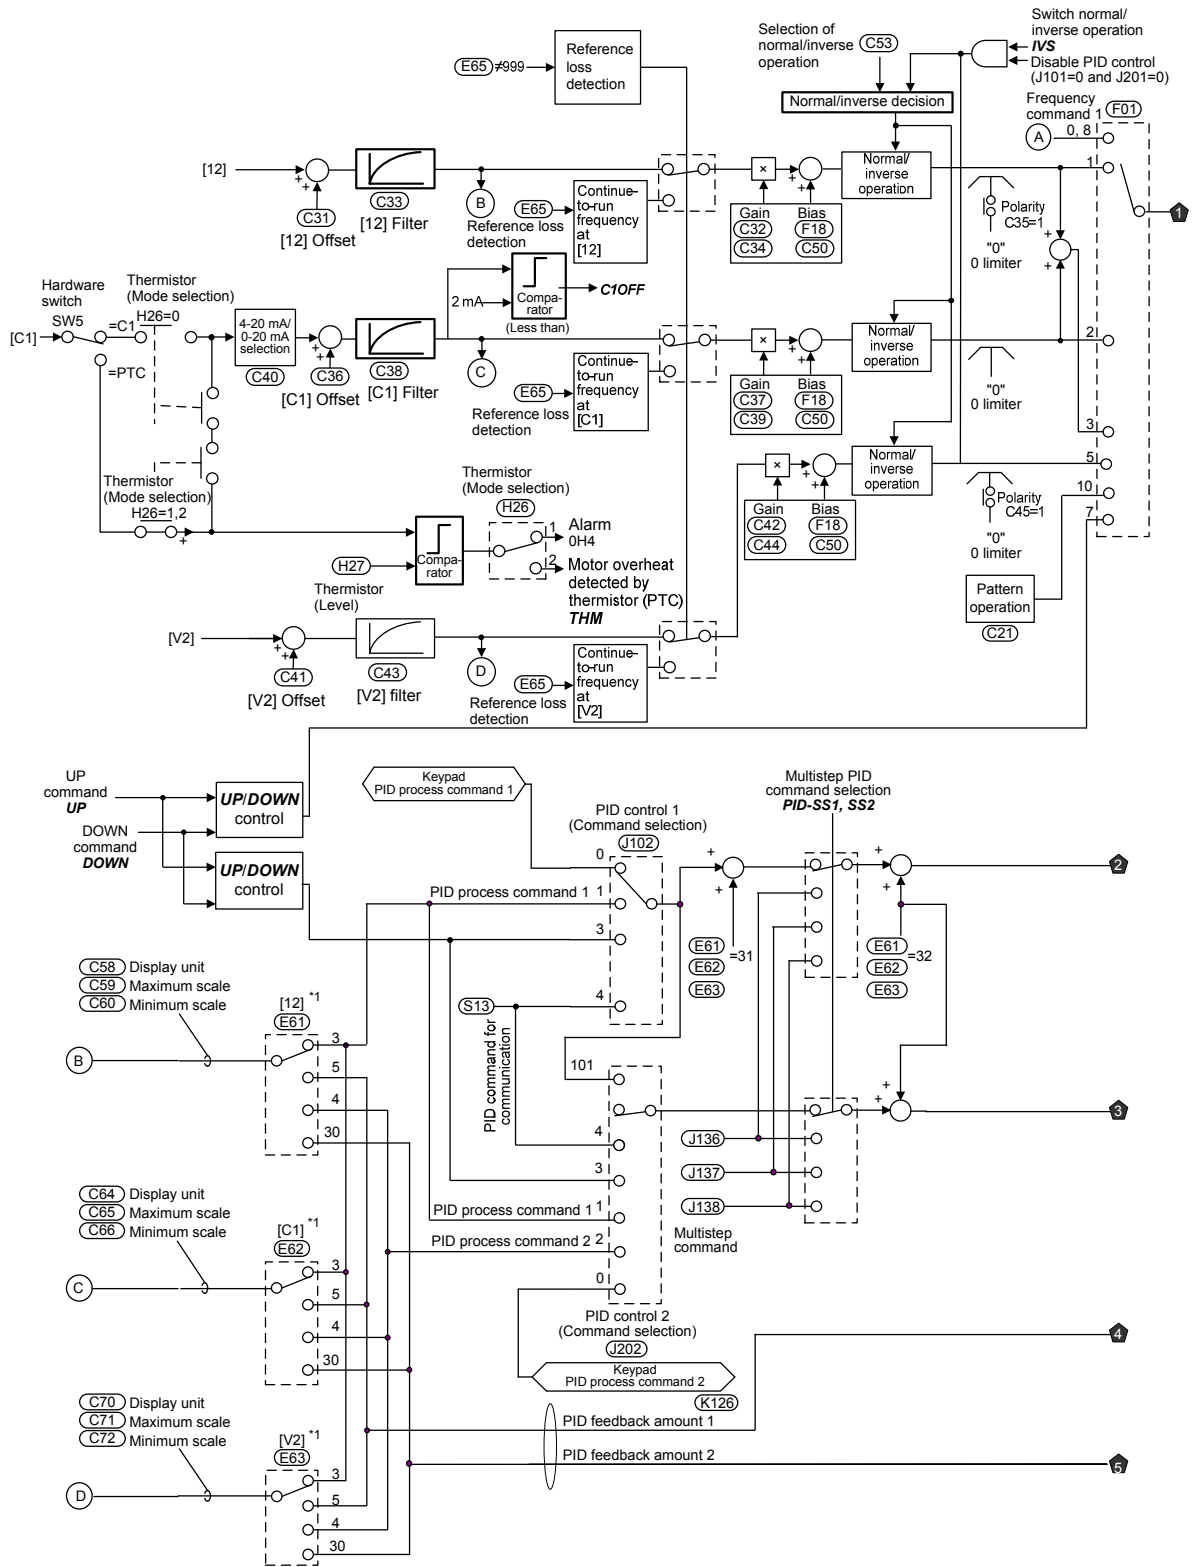 Switch normal/
inverse operation
IVS
Disable PID control
(J101=0 and J201=0)
Selection of
normal/inverse
operation
C53
Reference
loss
detection
E65 ≠999
Normal/inverse decision
Frequency
command 1
F01
A
0, 8
[12]
+
+
C31
[12] Offset
C33
[12] Filter
B
Reference loss
detection
E65
Continue-
to-run
frequency
at
[12]
×
Gain
C32
C34
+
+
Bias
F18
C50
Normal/
inverse
operation
Polarity
C35=1
"0"
0 limiter
+
+
1
1
Hardware
switch
SW5
[C1]
=C1
=PTC
Thermistor
(Mode selection)
H26=0
4-20 mA/
0-20 mA
selection
C40
+
+
C36
[C1] Offset
C38
[C1] Filter
2 mA
Compa-
rator
(Less than)
C1OFF
C
Reference loss
detection
E65
Continue-
to-run
frequency
at
[C1]
×
Gain
C37
C39
+
+
Bias
F18
C50
Normal/
inverse
operation
"0"
0 limiter
2
3
5
10
7
Thermistor
(Mode selection)
H26=1,2
+
Thermistor
(Mode selection)
H26
1
Alarm
0H4
2
Motor overheat
detected by
thermistor (PTC)
THM
Compa-
rator
H27
Thermistor
(Level)
×
Gain
C42
C44
+
+
Bias
F18
C50
Normal/
inverse
operation
Polarity
C45=1
"0"
0 limiter
Pattern
operation
C21
[V2]
+
+
C41
[V2] Offset
C43
[V2] filter
D
Reference loss
detection
E65
Continue-
to-run
frequency
at
[V2]
UP
command
UP
DOWN
command
DOWN
UP/DOWN
control
UP/DOWN
control
Keypad
PID process command 1
PID control 1
(Command selection)
J102
0
PID process command 1 1
3
4
S13
PID command for
communication
Multistep PID
command selection
PID-SS1, SS2
+
+
E61
E62
E63
=31
+
+
E61
E62
E63
=32
2
C58 Display unit
C59 Maximum scale
C60 Minimum scale
B
[12] *1
E61
3
5
4
30
101
4
3
PID process command 1 1
PID process command 2 2
0
PID control 2
(Command selection)
J202
Keypad
PID process command 2
K126
J136
J137
J138
Multistep
command
+
+
3
C64 Display unit
C65 Maximum scale
C66 Minimum scale
C
[C1] *1
E62
3
5
4
30
4
C70 Display unit
C71 Maximum scale
C72 Minimum scale
D
[V2] *1
E63
3
5
4
30
PID feedback amount 1
PID feedback amount 2
5